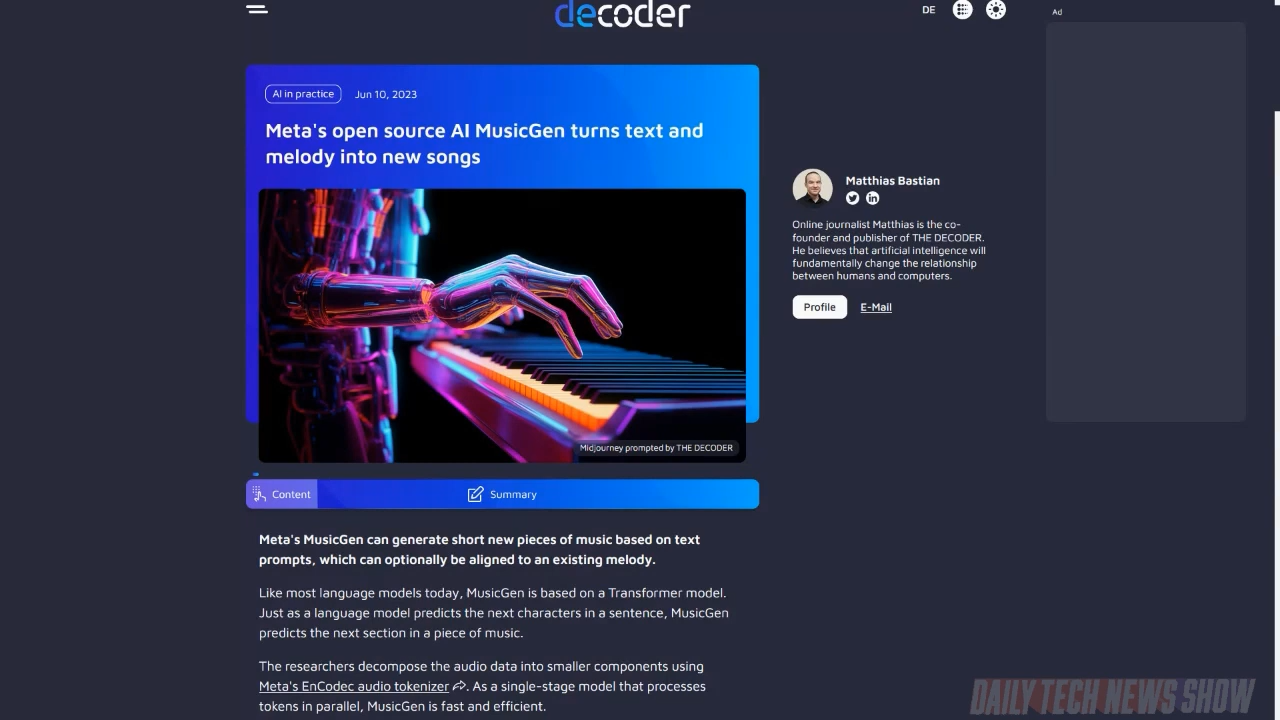 decoder
DE
Ad
AI in practice
Jun 10, 2023
Meta's open source AI MusicGen turns text and
melody into new songs
Midjourney prompted by THE DECODER
Matthias Bastian
Online journalist Matthias is the co-
founder and publisher of THE DECODER.
He believes that artificial intelligence will
fundamentally change the relationship
between humans and computers.
Profile
E-Mail
Content
Summary
Meta's MusicGen can generate short new pieces of music based on text
prompts, which can optionally be aligned to an existing melody.
Like most language models today, MusicGen is based on a Transformer model.
Just as a language model predicts the next characters in a sentence, MusicGen
predicts the next section in a piece of music.
The researchers decompose the audio data into smaller components using
Meta's EnCodec audio tokenizer. As a single-stage model that processes
tokens in parallel, MusicGen is fast and efficient.
DAILY TECH NEWS SHOW